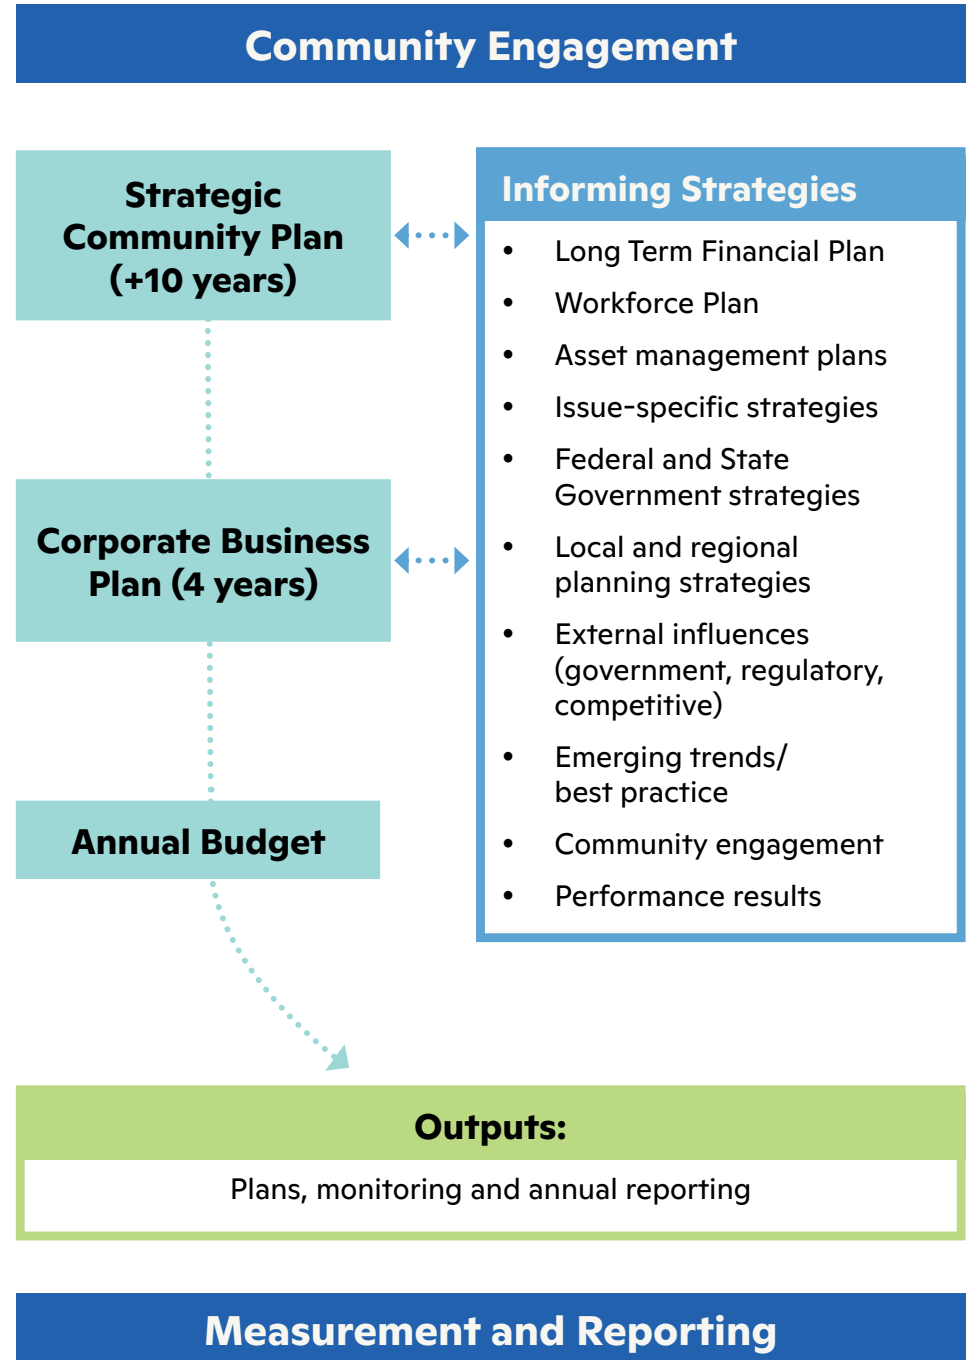 Community Engagement
Strategic
Community Plan
(+10 years)
Corporate Business
Plan (4 years)
Annual Budget
Informing Strategies
• Long Term Financial Plan
• Workforce Plan
• Asset management plans
• Issue-specific strategies
• Federal and State
Government strategies
• Local and regional
planning strategies
• External influences
(government, regulatory,
competitive)
• Emerging trends/
best practice
• Community engagement
• Performance results
Outputs:
Plans, monitoring and annual reporting
Measurement and Reporting